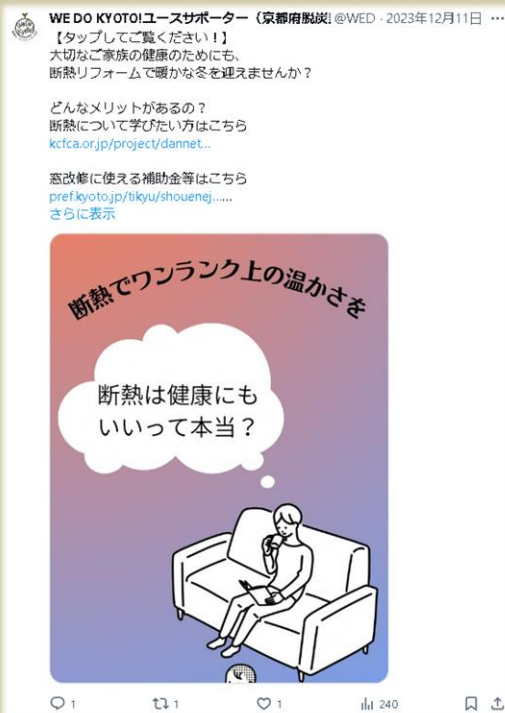 WE DO KYOTO!ユースサポーター（京都府脱炭! @WED · 2023年12月11日 …
【タップしてご覧ください！】
大切なご家族の健康のためにも、
断熱リフォームで暖かな冬を迎えませんか？
どんなメリットがあるの？
断熱について学びたい方はこちら
kcfca.or.jp/project/dannet...
窓改修に使える補助金等はこちら
pref.kyoto.jp/tikyu/shouenej......
さらに表示
断熱でワンランク上の温かさを
断熱は健康にも
いいって本当？
1 1 1 240